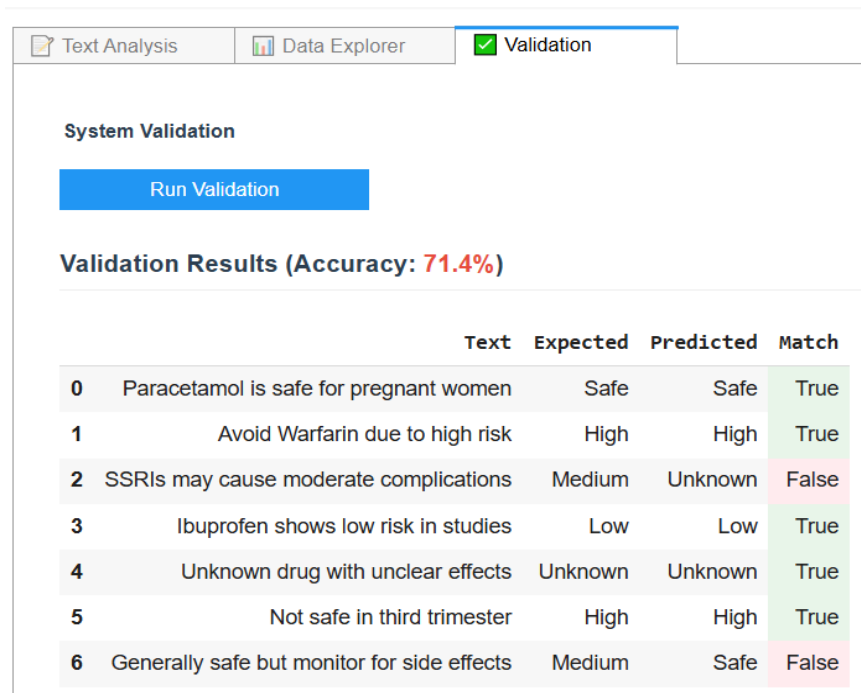 Text Analysis Data Explorer Validation
System Validation
Run Validation
Validation Results (Accuracy: 71.4%)
Text Expected Predicted Match
0 Paracetamol is safe for pregnant women Safe Safe True
1 Avoid Warfarin due to high risk High High True
2 SSRIs may cause moderate complications Medium Unknown False
3 Ibuprofen shows low risk in studies Low Low True
4 Unknown drug with unclear effects Unknown Unknown True
5 Not safe in third trimester High High True
6 Generally safe but monitor for side effects Medium Safe False